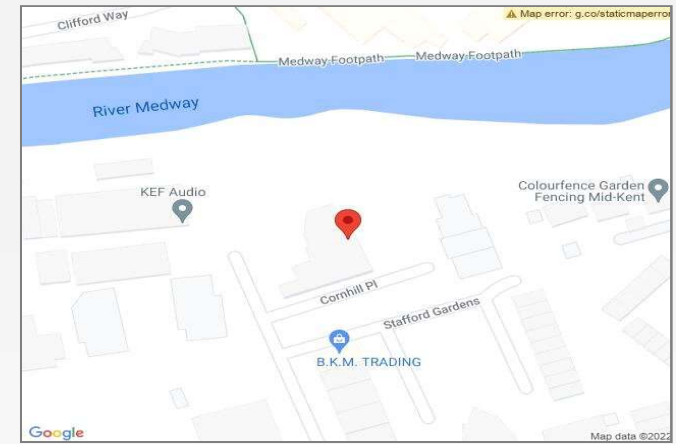 Clifford Way
Map error: g.co/staticmaperror
Medway Footpath
Medway Footpath
River Medway
KEF Audio
Colourfence Garden
Fencing Mid-Kent
Cornhill Pl
Stafford Gardens
B.K.M. TRADING
Google
Map data ©2022